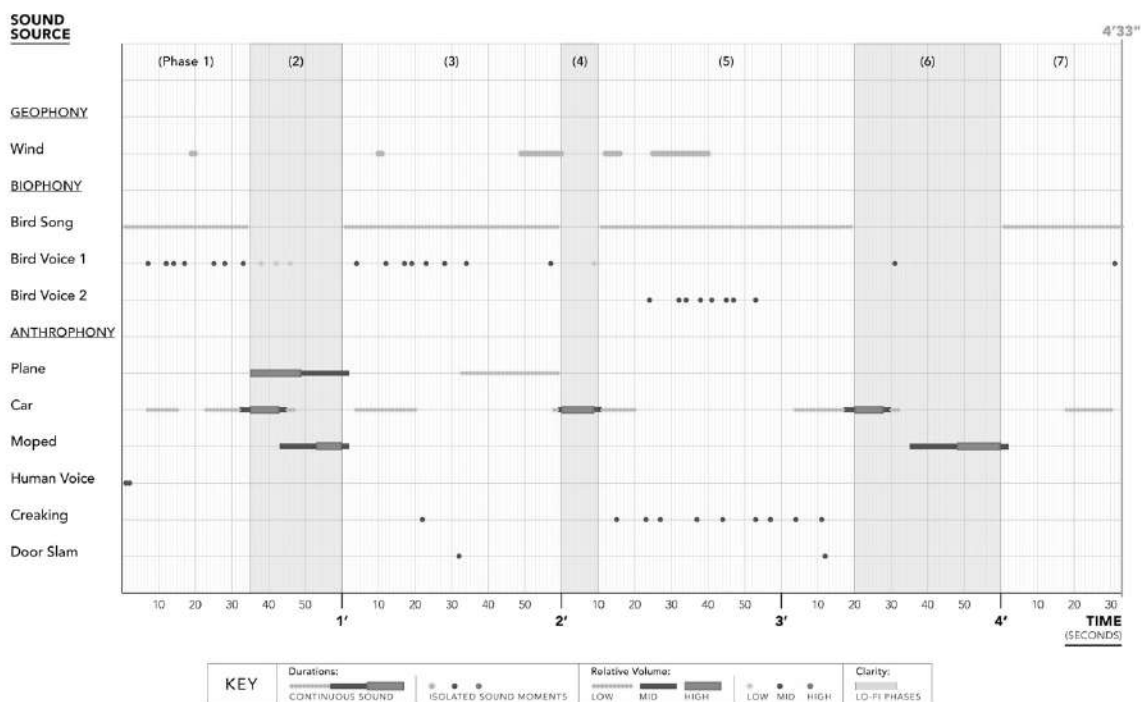 SOUND
SOURCE
4'33"
(Phase 1) (2) (3) (4) (5) (6) (7)
GEOPHONY
Wind
BIOPHONY
Bird Song
Bird Voice 1
Bird Voice 2
ANTHROPHONY
Plane
Car
Moped
Human Voice
Creaking
Door Slam
10 20 30 40 50 10 20 30 40 50 10 20 30 40 50 10 20 30 40 50 10 20 30
1' 2' 3' 4' TIME
(SECONDS)
KEY
Durations:
CONTINUOUS SOUND
ISOLATED SOUND MOMENTS
Relative Volume:
LOW MID HIGH
LOW MID HIGH
Clarity:
LO-FI PHASES